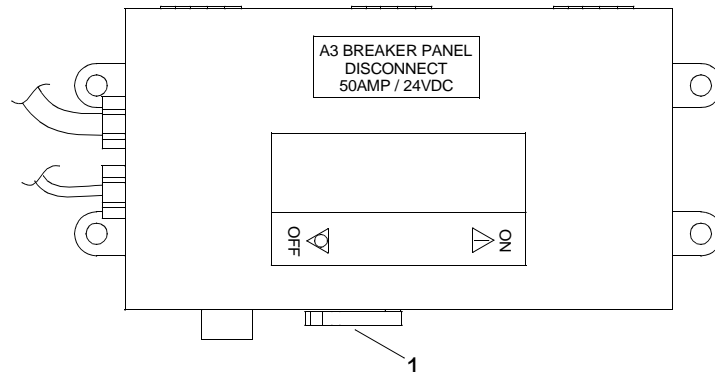 A3 BREAKER PANEL
DISCONNECT
50AMP / 24VDC
OFF
ON
1